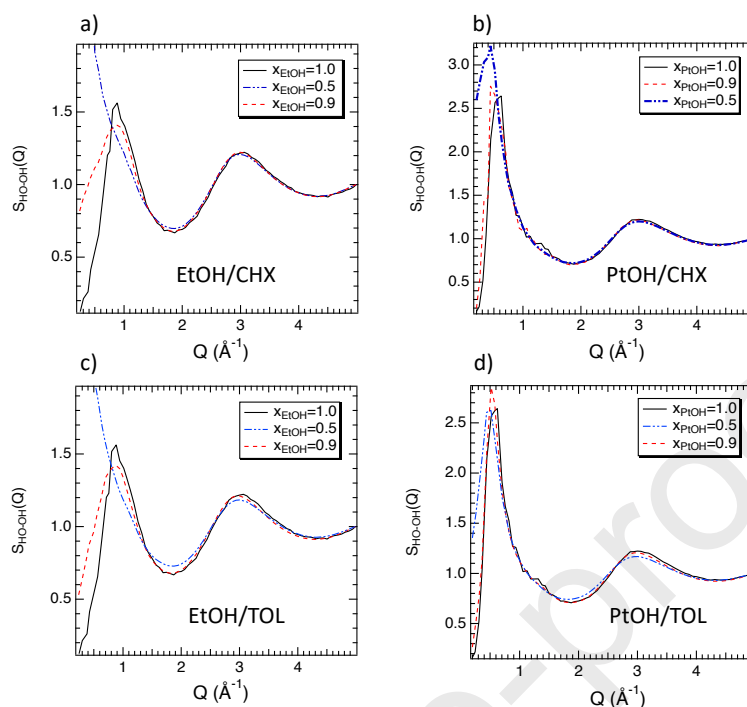 a)
S_HO-OH(Q)
1.5
1.0
0.5
x_EtOH=1.0
x_EtOH=0.5
x_EtOH=0.9
EtOH/CHX
1 2 3 4
Q (Å⁻¹)
b)
S_HO-OH(Q)
3.0
2.5
2.0
1.5
1.0
0.5
x_PtOH=1.0
x_PtOH=0.9
x_PtOH=0.5
PtOH/CHX
1 2 3 4
Q (Å⁻¹)
c)
S_HO-OH(Q)
1.5
1.0
0.5
x_EtOH=1.0
x_EtOH=0.5
x_EtOH=0.9
EtOH/TOL
1 2 3 4
Q (Å⁻¹)
d)
S_HO-OH(Q)
2.5
2.0
1.5
1.0
0.5
x_PtOH=1.0
x_PtOH=0.5
x_PtOH=0.9
PtOH/TOL
1 2 3 4
Q (Å⁻¹)